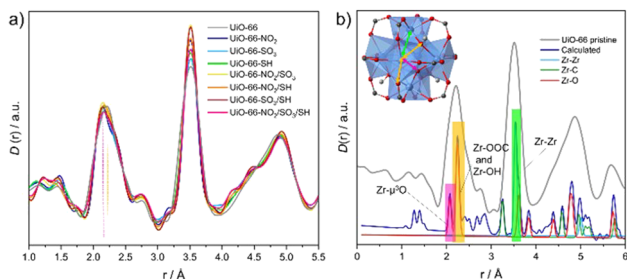 a)
D (r) / a.u.
UiO-66
UiO-66-NO2
UiO-66-SO3
UiO-66-SH
UiO-66-NO2/SO3
UiO-66-NO2/SH
UiO-66-SO3/SH
UiO-66-NO2/SO3/SH
1.0 1.5 2.0 2.5 3.0 3.5 4.0 4.5 5.0 5.5
r / Å
b)
D(r) / a.u.
UiO-66 pristine
Calculated
Zr-Zr
Zr-C
Zr-O
Zr-OOC
and
Zr-OH
Zr-Zr
Zr-μ³O
0 1 2 3 4 5 6
r / Å